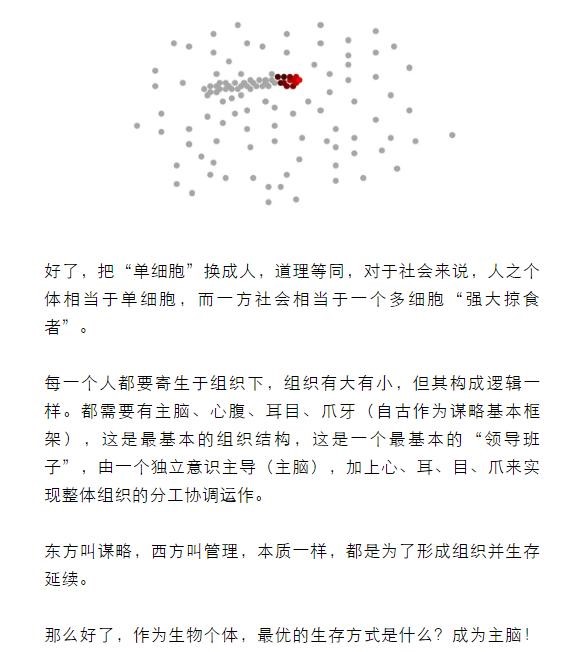 好了，把“单细胞”换成人，道理等同，对于社会来说，人之个
体相当于单细胞，而一方社会相当于一个多细胞“强大掠食
者”。
每一个人都要寄生于组织下，组织有大有小，但其构成逻辑一
样。都需要有主脑、心腹、耳目、爪牙（自古作为谋略基本框
架），这是最基本的组织结构，这是一个最基本的“领导班
子”，由一个独立意识主导（主脑），加上心、耳、目、爪来实
现整体组织的分工协调运作。
东方叫谋略，西方叫管理，本质一样，都是为了形成组织并生存
延续。
那么好了，作为生物个体，最优的生存方式是什么？成为主脑！